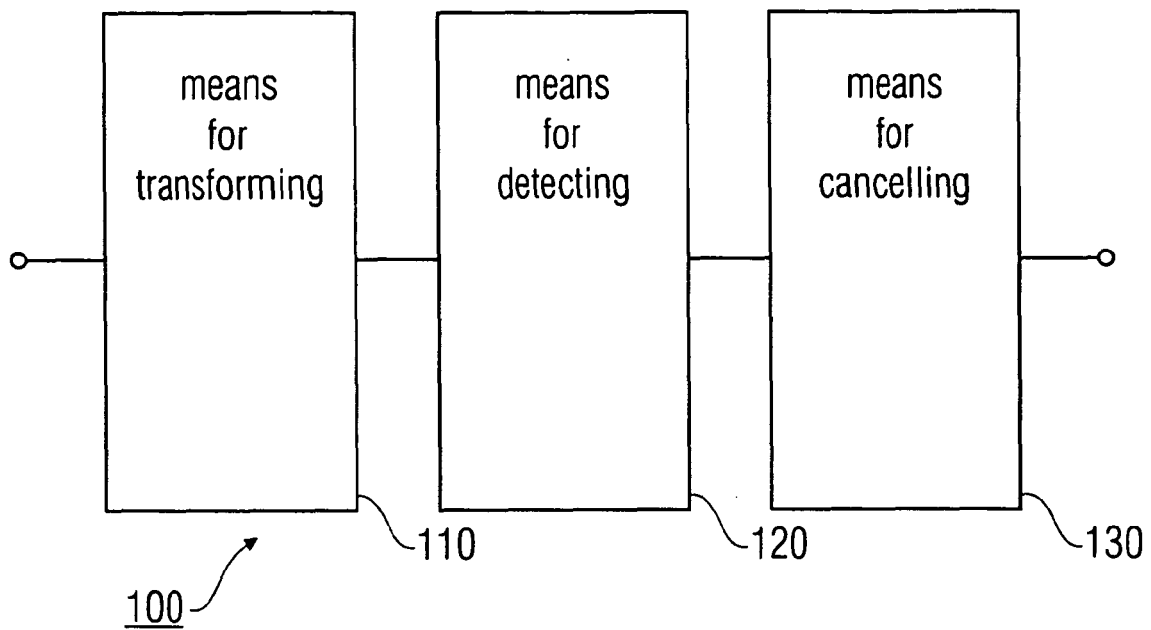 means
for
transforming
means
for
detecting
means
for
cancelling
110
120
130
100